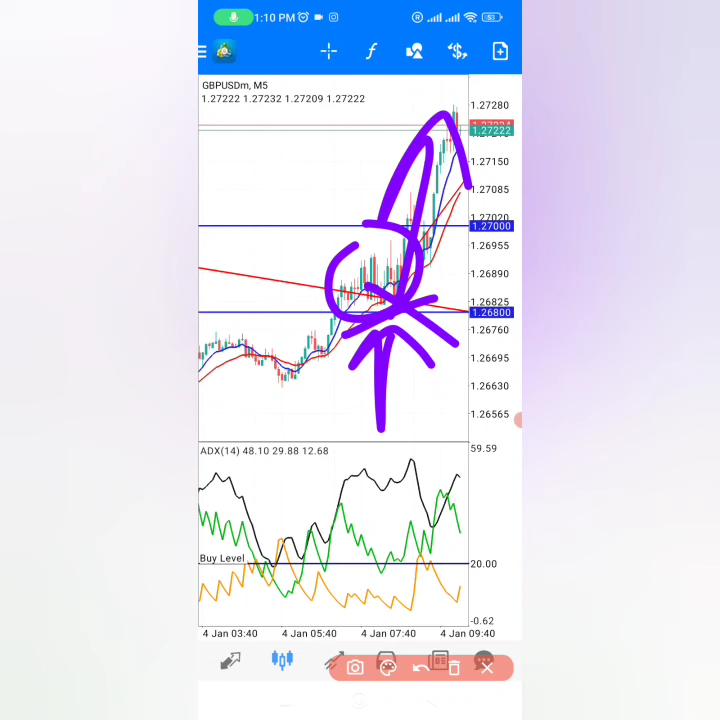 1:10 PM R 53
f $
GBPUSDm, M5
1.27222 1.27232 1.27209 1.27222
1.27280
1.27222
1.27150
1.27085
1.27020
1.27000
1.26955
1.26890
1.26825
1.26800
1.26760
1.26695
1.26630
1.26565
ADX(14) 48.10 29.88 12.68
59.59
Buy Level
20.00
-0.62
4 Jan 03:40 4 Jan 05:40 4 Jan 07:40 4 Jan 09:40